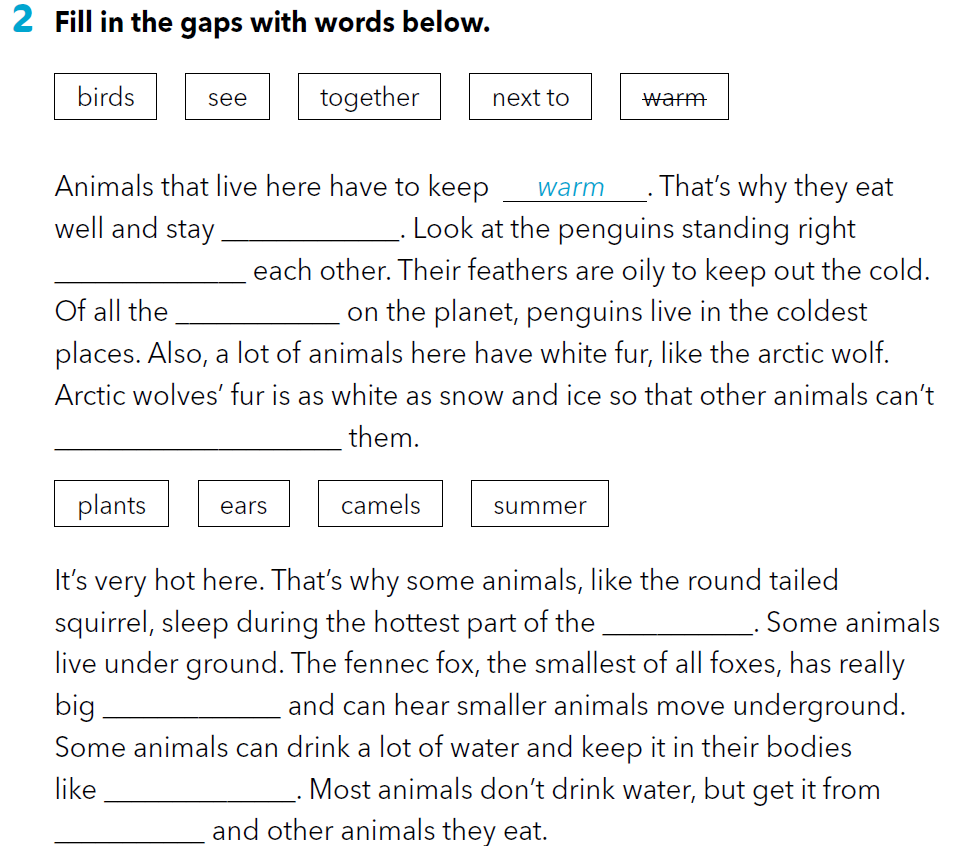 2 Fill in the gaps with words below.
birds see together next to warm
Animals that live here have to keep warm. That's why they eat
well and stay _____________. Look at the penguins standing right
______________ each other. Their feathers are oily to keep out the cold.
Of all the ____________ on the planet, penguins live in the coldest
places. Also, a lot of animals here have white fur, like the arctic wolf.
Arctic wolves' fur is as white as snow and ice so that other animals can't
_____________________ them.
plants ears camels summer
It's very hot here. That's why some animals, like the round tailed
squirrel, sleep during the hottest part of the ___________. Some animals
live under ground. The fennec fox, the smallest of all foxes, has really
big _____________ and can hear smaller animals move underground.
Some animals can drink a lot of water and keep it in their bodies
like ______________. Most animals don't drink water, but get it from
___________ and other animals they eat.